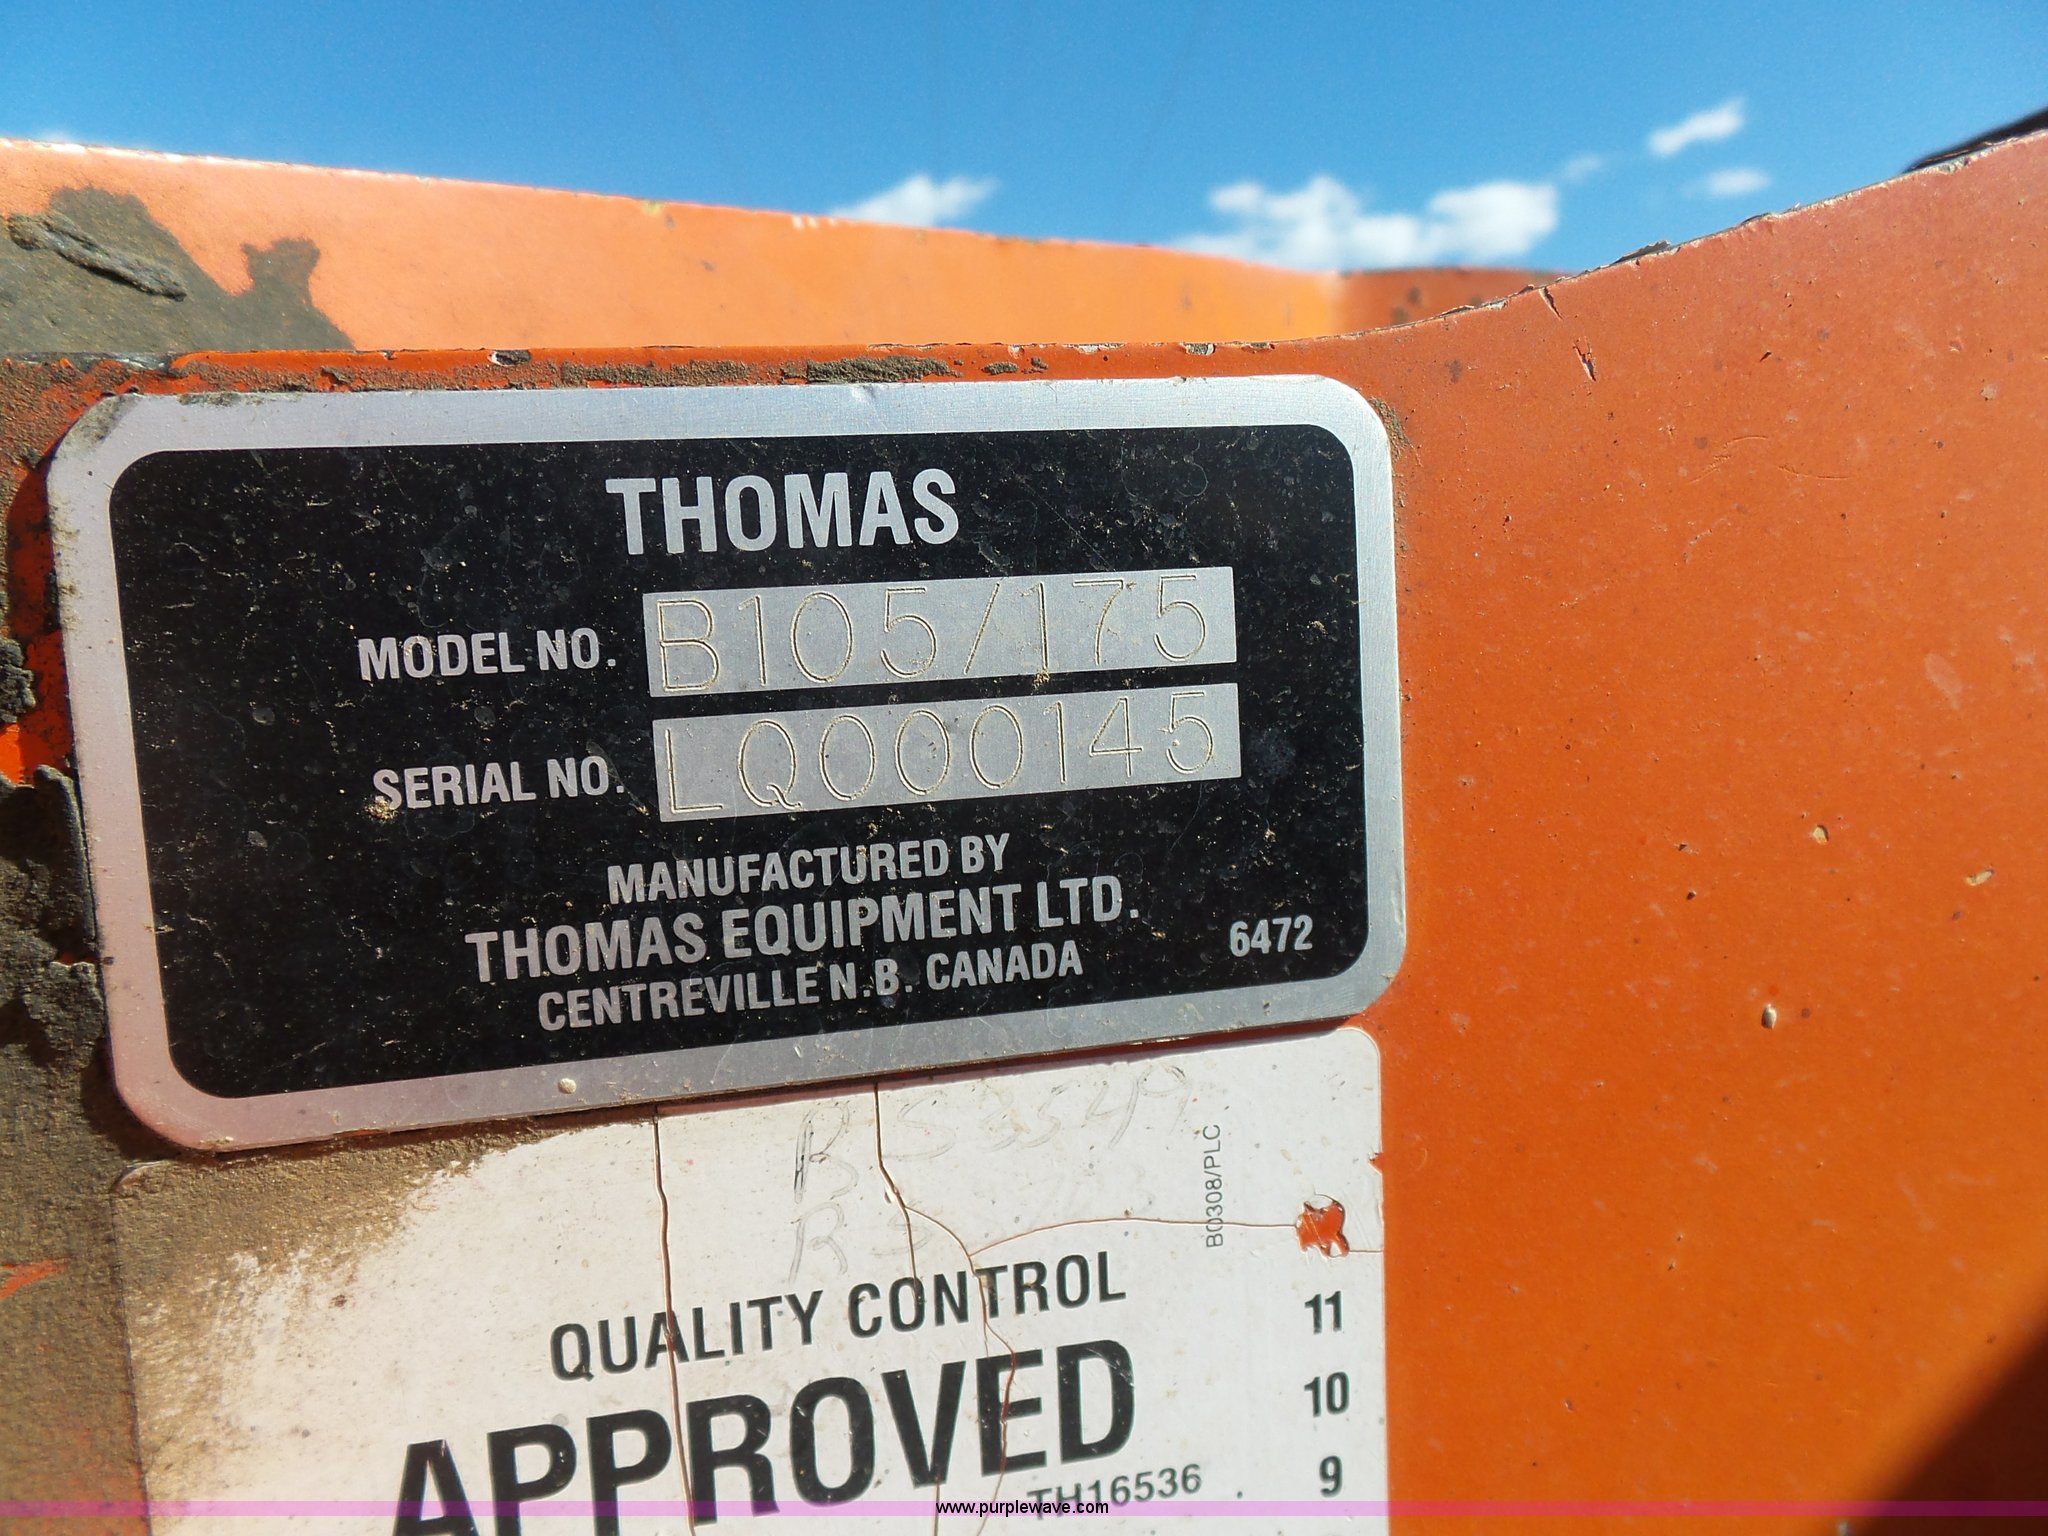 THOMAS
MODEL NO. B105/175
SERIAL NO. LQ000145
MANUFACTURED BY
THOMAS EQUIPMENT LTD.
CENTREVILLE N.B. CANADA
6472
B0308/PLC
QUALITY CONTROL
APPROVED
11
10
9
TH16536
www.purplewave.com